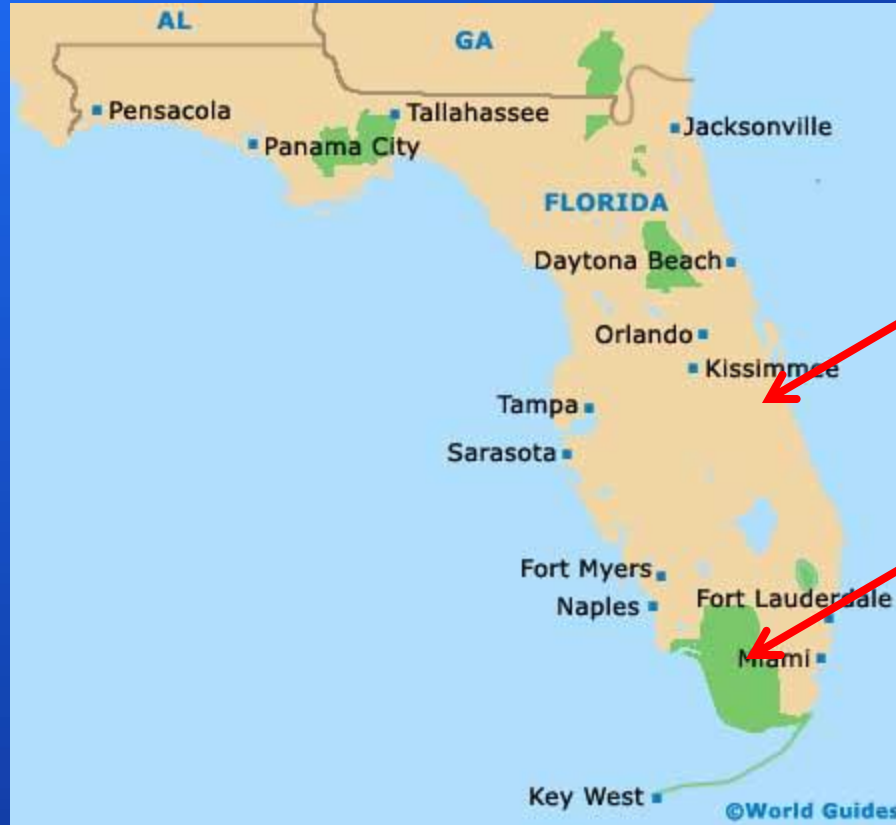 AL
GA
Pensacola
Tallahassee
Panama City
Jacksonville
FLORIDA
Daytona Beach
Orlando
Kissimmee
Tampa
Sarasota
Fort Myers
Naples
Fort Lauderdale
Miami
Key West
©World Guides